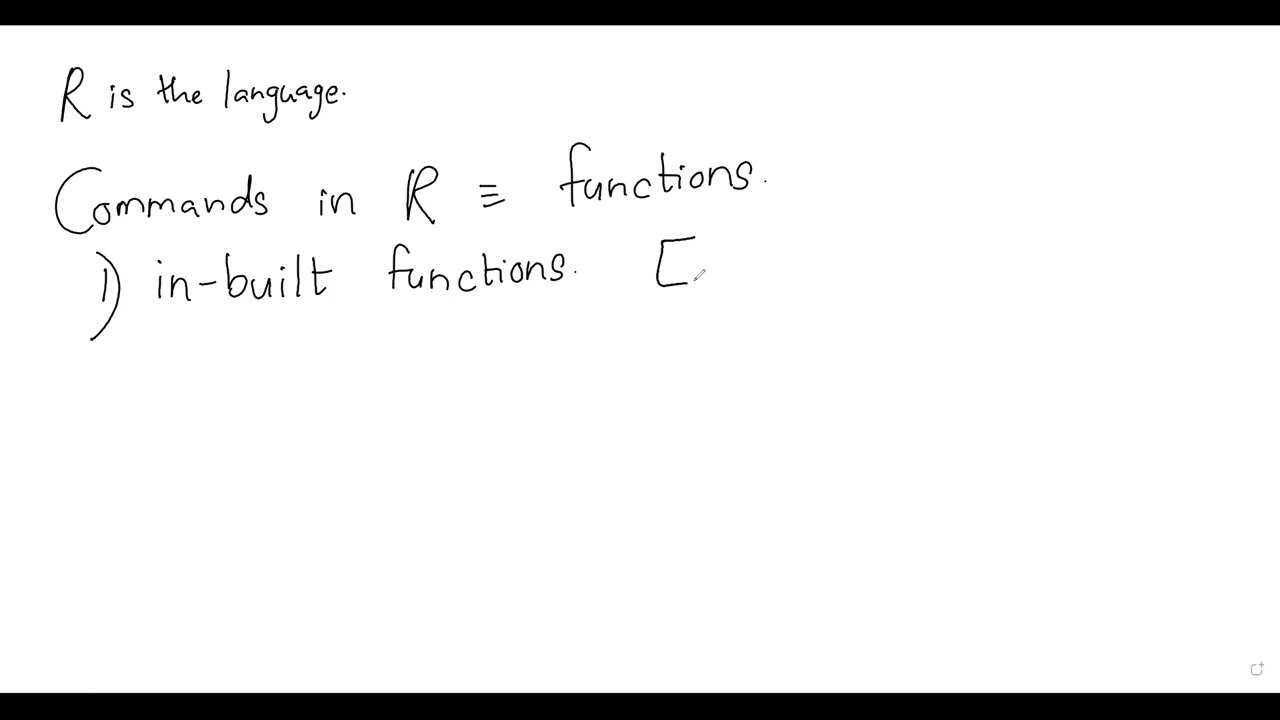 R is the language.
Commands in R ≡ functions.
1) in-built functions. [